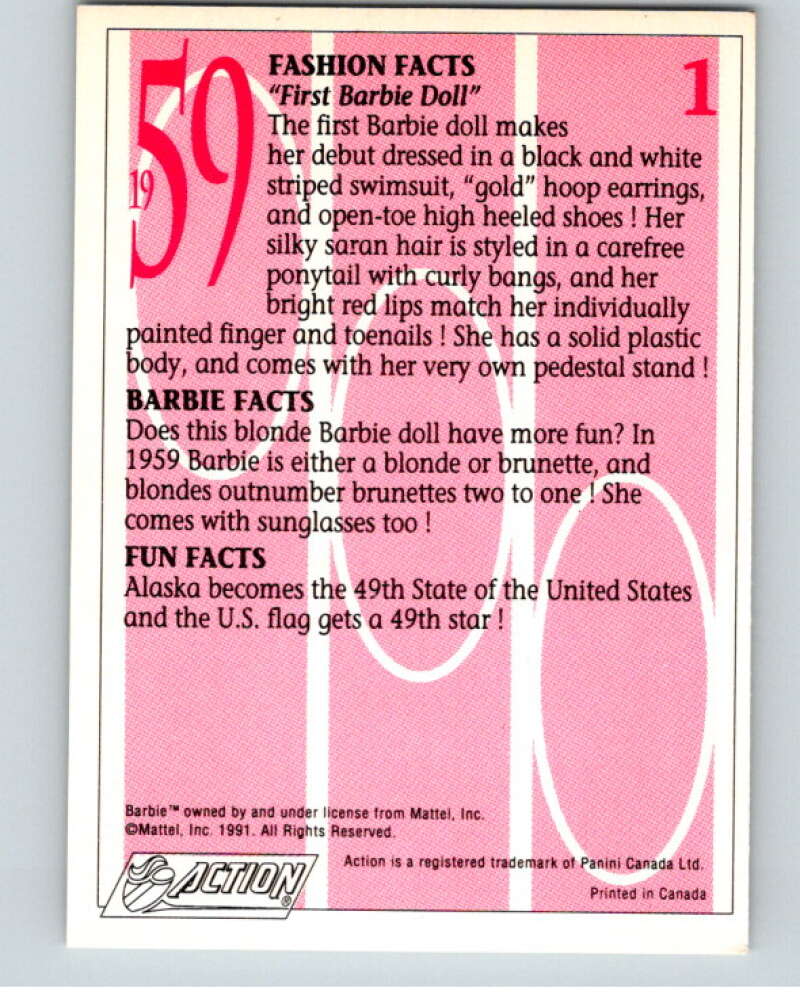 1959
1
FASHION FACTS
"First Barbie Doll"
The first Barbie doll makes
her debut dressed in a black and white
striped swimsuit, "gold" hoop earrings,
and open-toe high heeled shoes ! Her
silky saran hair is styled in a carefree
ponytail with curly bangs, and her
bright red lips match her individually
painted finger and toenails ! She has a solid plastic
body, and comes with her very own pedestal stand !
BARBIE FACTS
Does this blonde Barbie doll have more fun? In
1959 Barbie is either a blonde or brunette, and
blondes outnumber brunettes two to one ! She
comes with sunglasses too !
FUN FACTS
Alaska becomes the 49th State of the United States
and the U.S. flag gets a 49th star !
Barbie™ owned by and under license from Mattel, Inc.
©Mattel, Inc. 1991. All Rights Reserved.
ACTION®
Action is a registered trademark of Panini Canada Ltd.
Printed in Canada